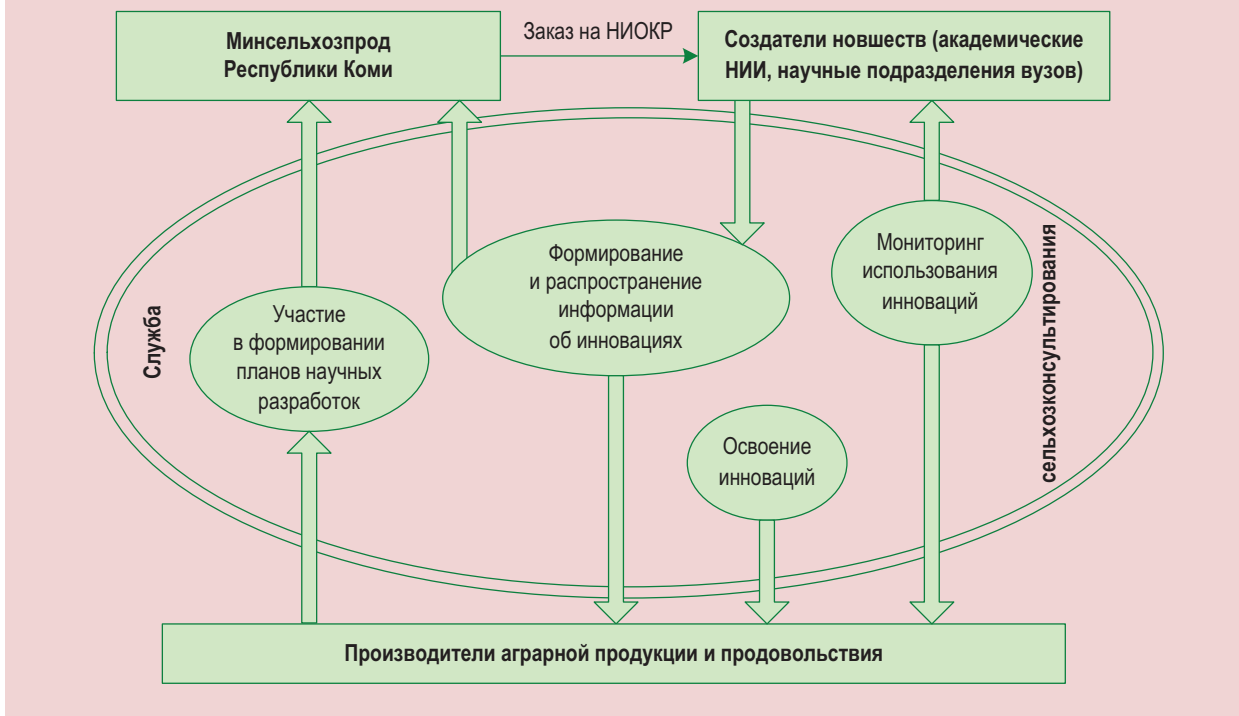 Минсельхозпрод
Республики Коми
Заказ на НИОКР
Создатели новшеств (академические
НИИ, научные подразделения вузов)
Служба
сельхозконсультирования
Формирование
и распространение
информации
об инновациях
Мониторинг
использования
инноваций
Участие
в формировании
планов научных
разработок
Освоение
инноваций
Производители аграрной продукции и продовольствия